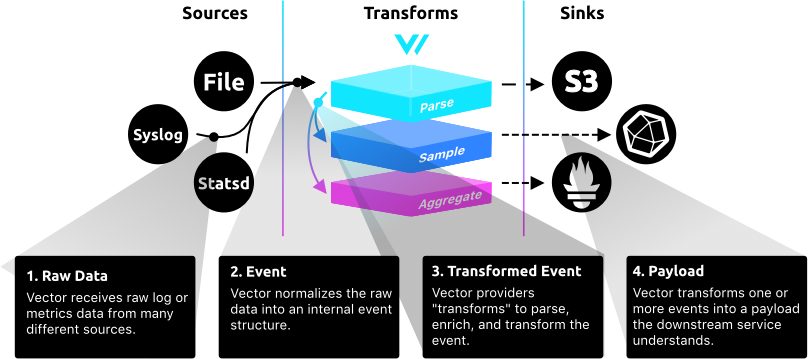 Sources
Transforms
Sinks
File
Syslog
Statsd
Parse
Sample
Aggregate
S3
1. Raw Data
Vector receives raw log or
metrics data from many
different sources.
2. Event
Vector normalizes the raw
data into an internal event
structure.
3. Transformed Event
Vector providers
"transforms" to parse,
enrich, and transform the
event.
4. Payload
Vector transforms one or
more events into a payload
the downstream service
understands.